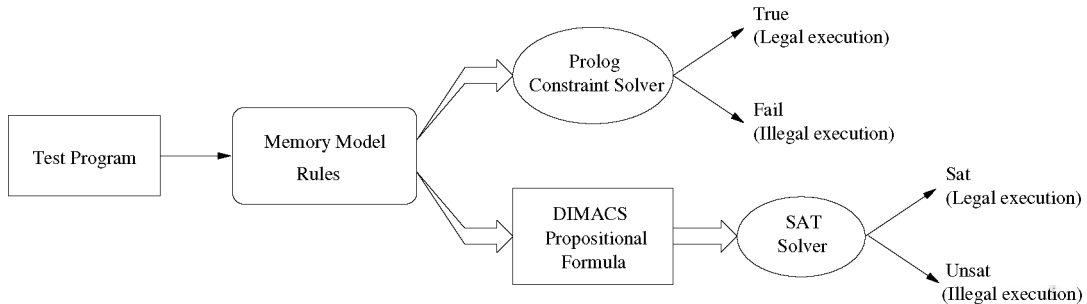 Test Program
Memory Model
Rules
Prolog
Constraint Solver
True
(Legal execution)
Fail
(Illegal execution)
DIMACS
Propositional
Formula
SAT
Solver
Sat
(Legal execution)
Unsat
(Illegal execution)